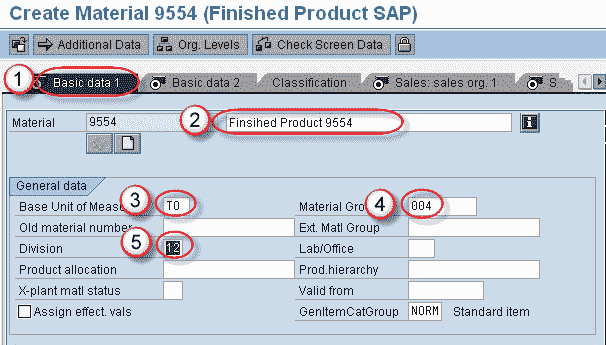 Create Material 9554 (Finished Product SAP)
Additional Data Org. Levels Check Screen Data
1 Basic data 1 Basic data 2 Classification Sales: sales org. 1 S
Material 9554 2 Finsihed Product 9554
General data
Base Unit of Meas 3 TO Material Gro 4 004
Old material number Ext. Matl Group
Division 5 12 Lab/Office
Product allocation Prod.hierarchy
X-plant matl status Valid from
Assign effect. vals GenItemCatGroup NORM Standard item